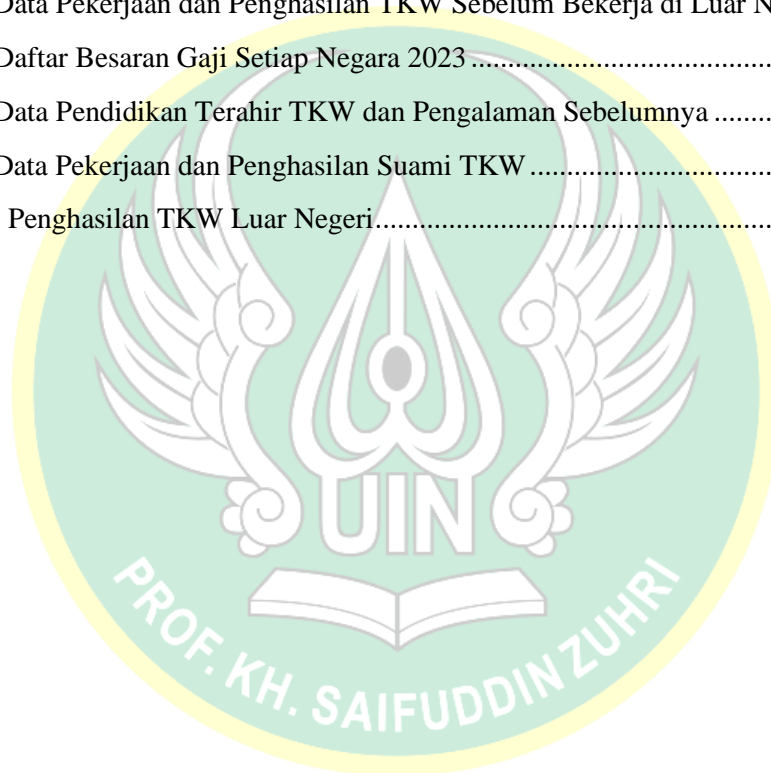 Data Pekerjaan dan Penghasilan TKW Sebelum Bekerja di Luar N
Daftar Besaran Gaji Setiap Negara 2023 ........................................
Data Pendidikan Terahir TKW dan Pengalaman Sebelumnya ........
Data Pekerjaan dan Penghasilan Suami TKW ................................
Penghasilan TKW Luar Negeri.....................................................
UIN
PROF. KH. SAIFUDDIN ZUHRI